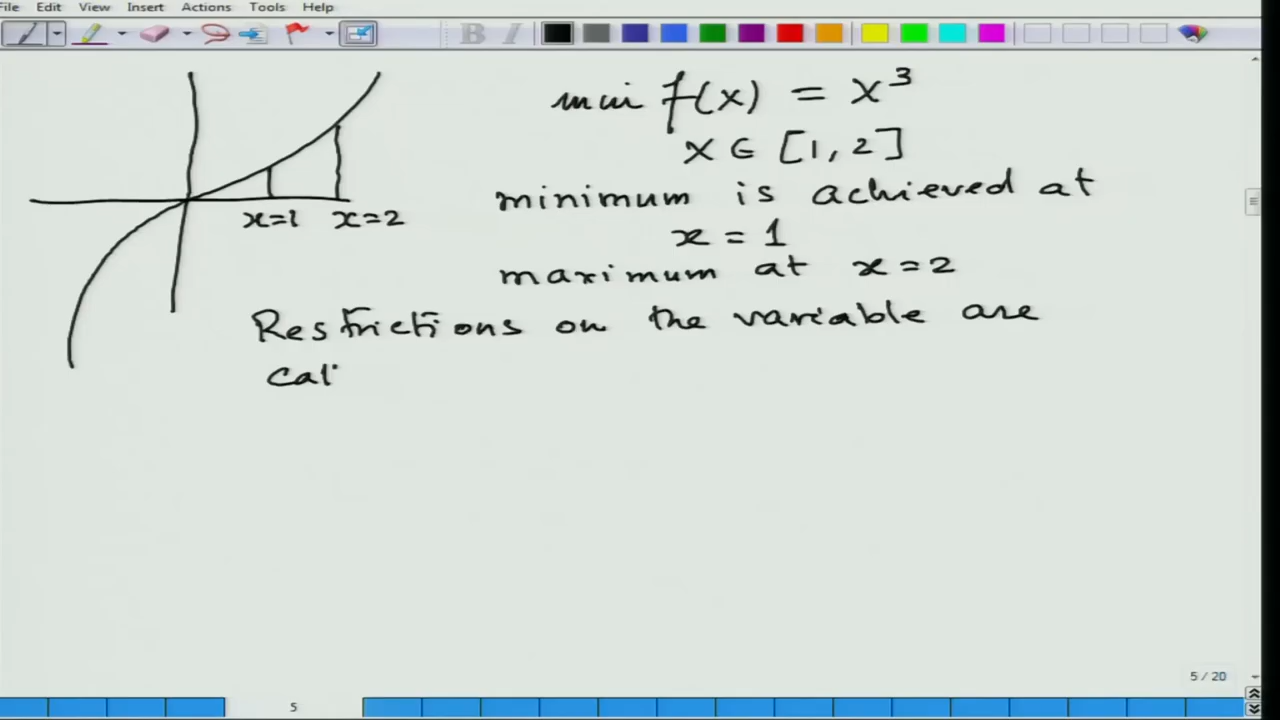 File Edit View Insert Actions Tools Help
B I
min f(x) = x³
x ∈ [1, 2]
minimum is achieved at
x = 1
maximum at x = 2
x=1 x=2
Restrictions on the variable are
cal
5 / 20
5